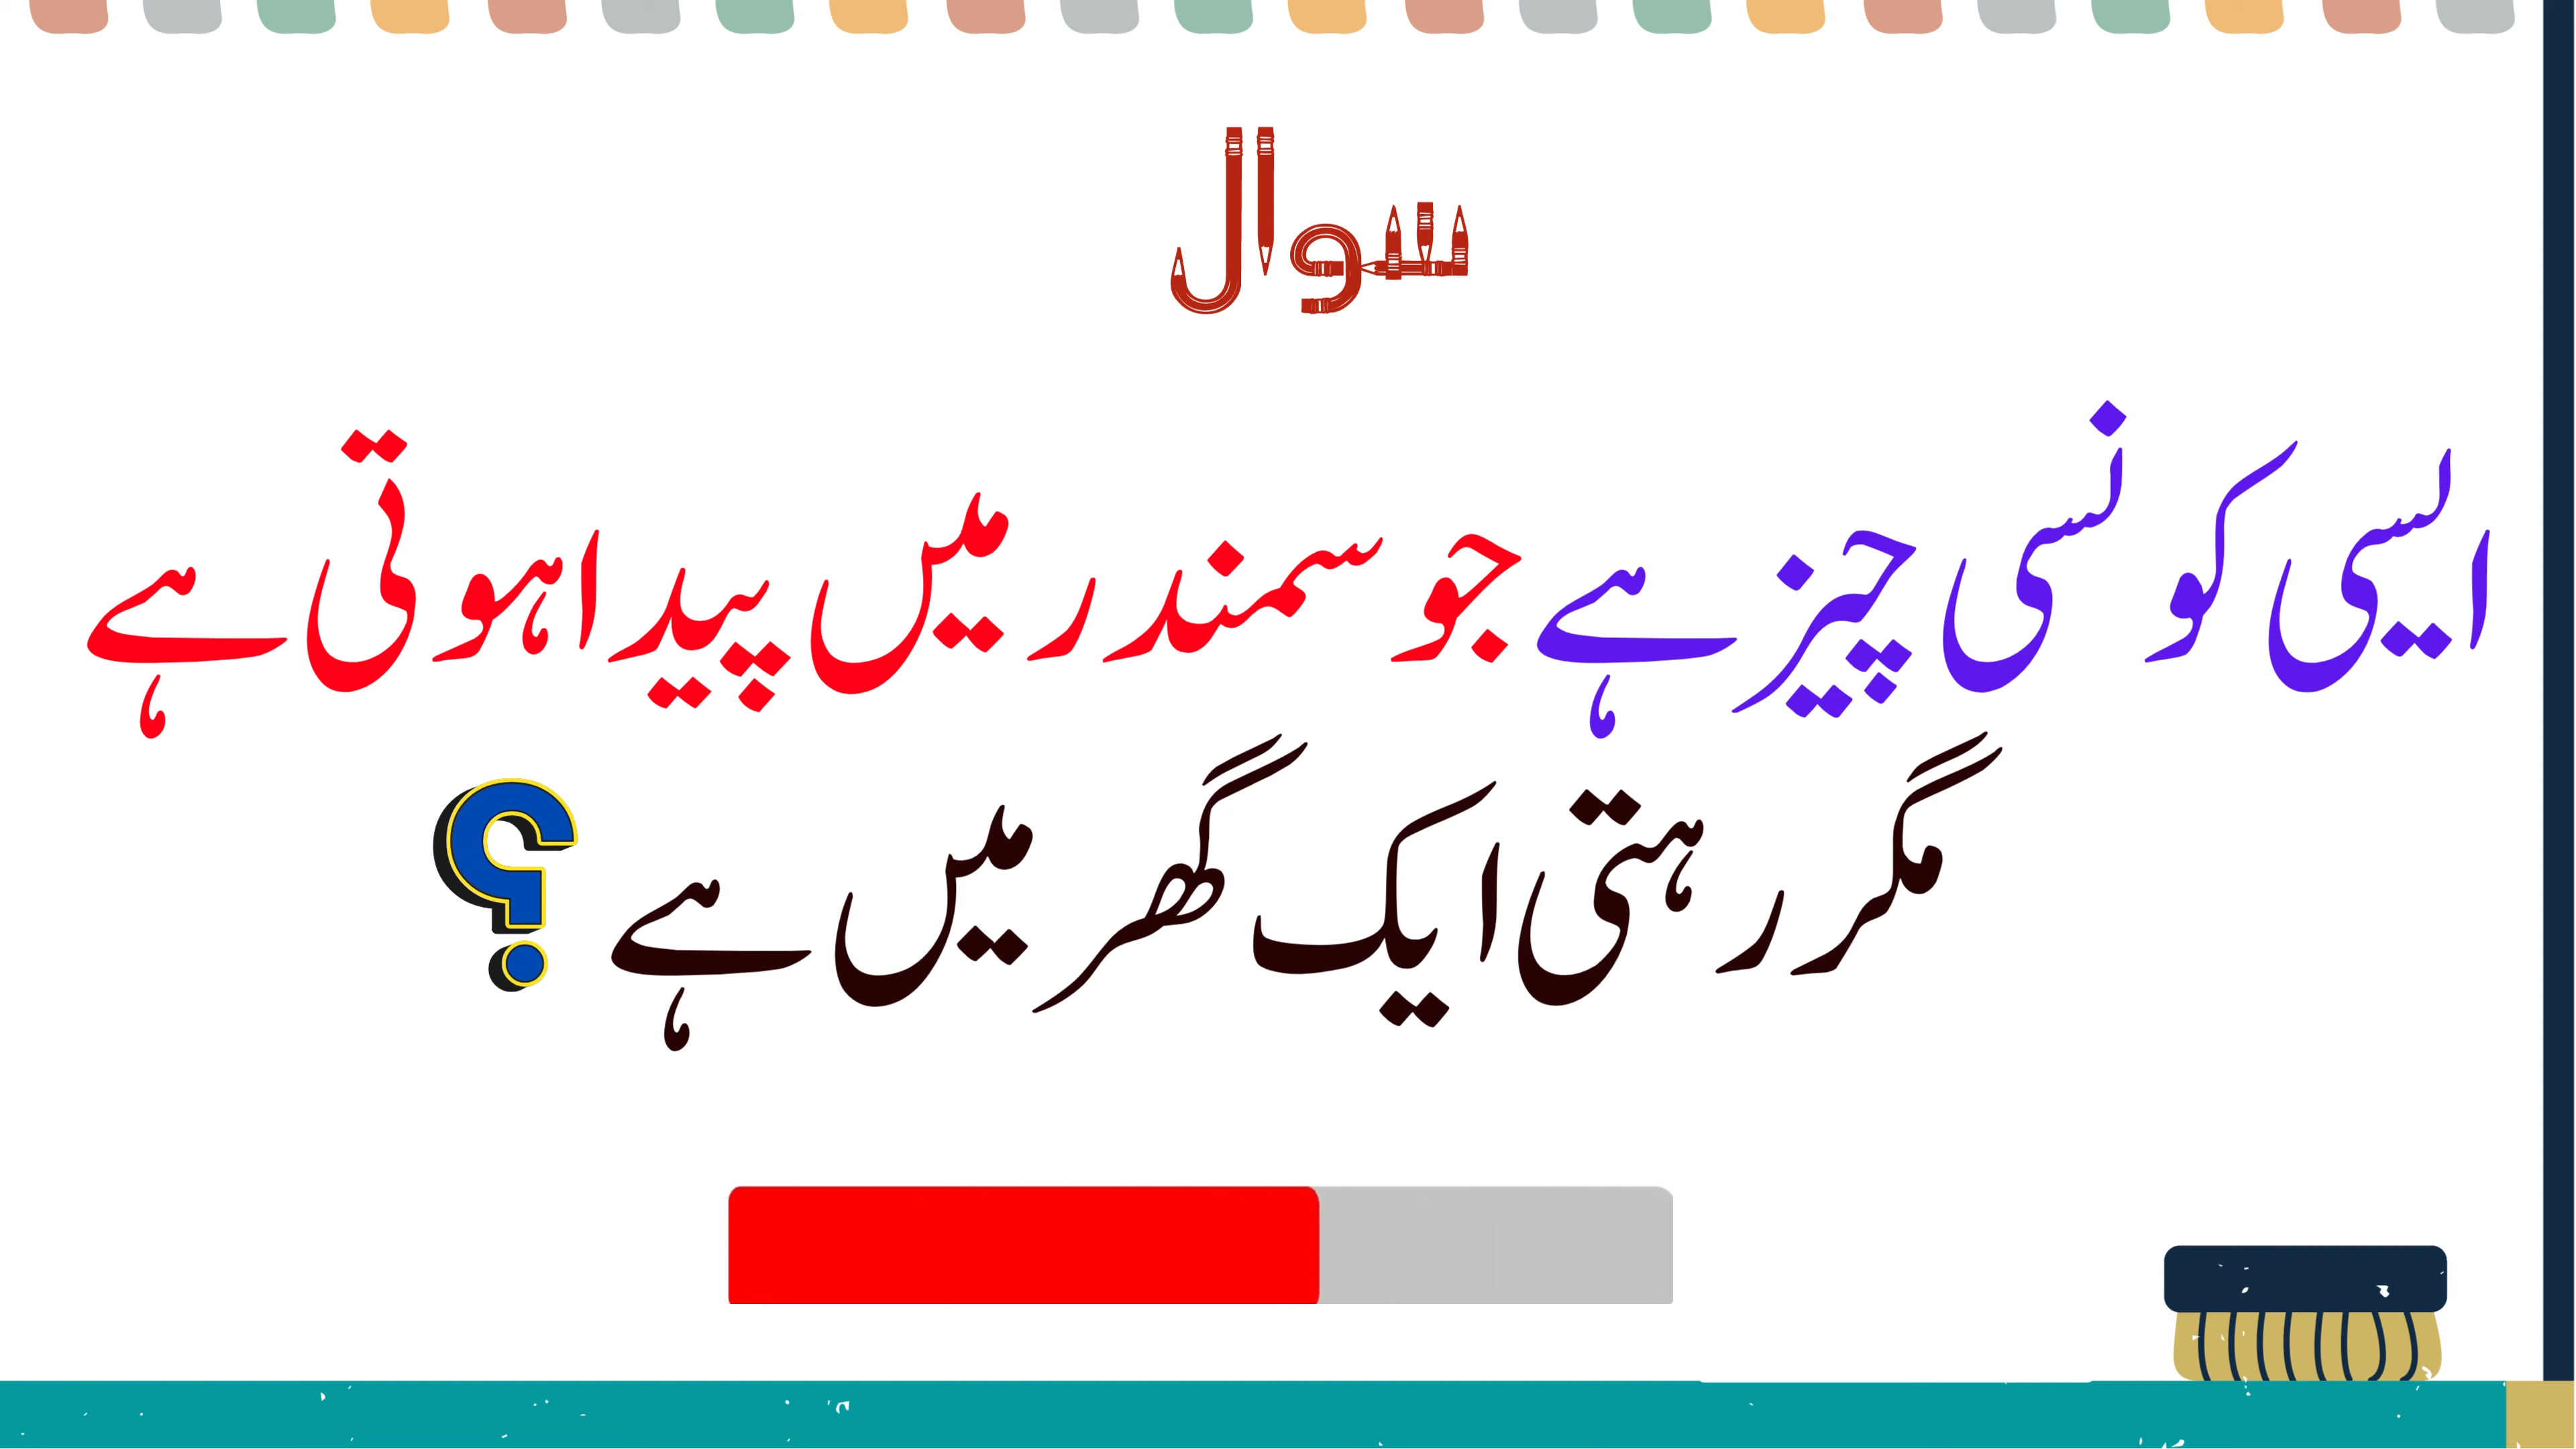 سوال
ایسی کونسی چیز ہے جو سمندر میں پیدا ہوتی ہے
مگر رہتی ایک گھر میں ہے ؟